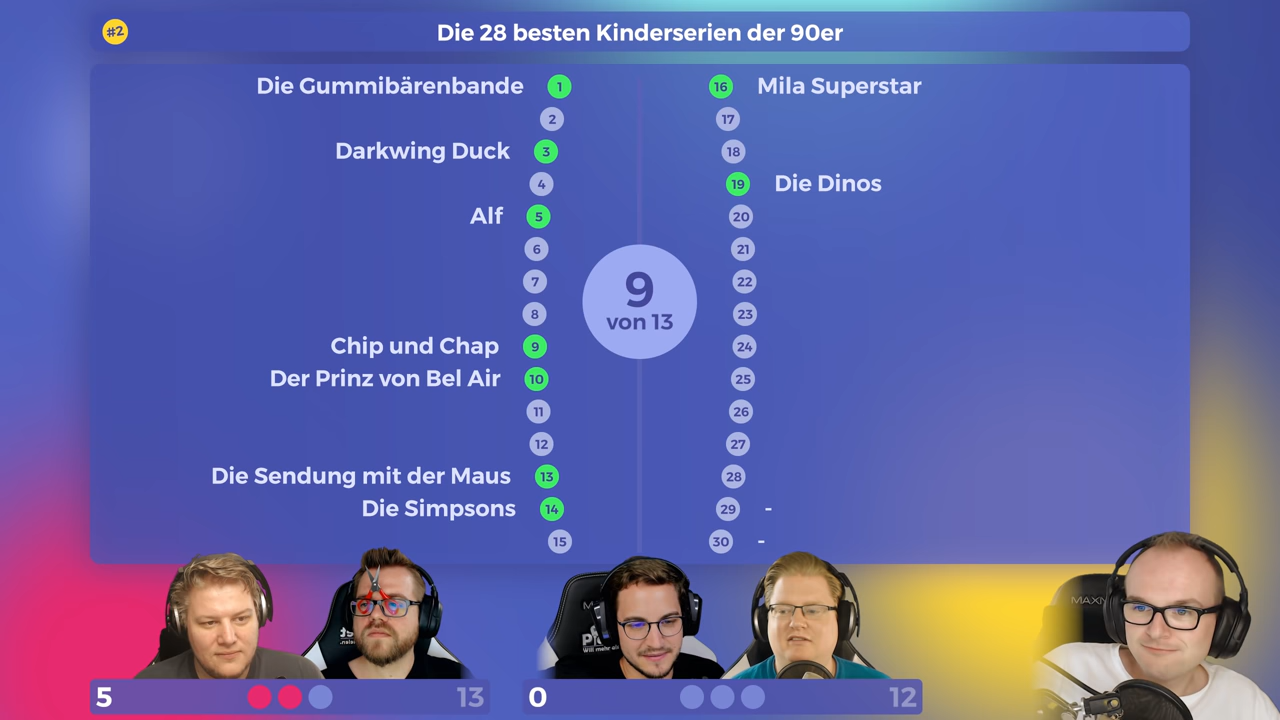 #2
Die 28 besten Kinderserien der 90er
Die Gummibärenbande 1
2
Darkwing Duck 3
4
Alf 5
6
7
8
Chip und Chap 9
Der Prinz von Bel Air 10
11
12
Die Sendung mit der Maus 13
Die Simpsons 14
15
9
von 13
16 Mila Superstar
17
18
19 Die Dinos
20
21
22
23
24
25
26
27
28
29 -
30 -
5 13
0 12